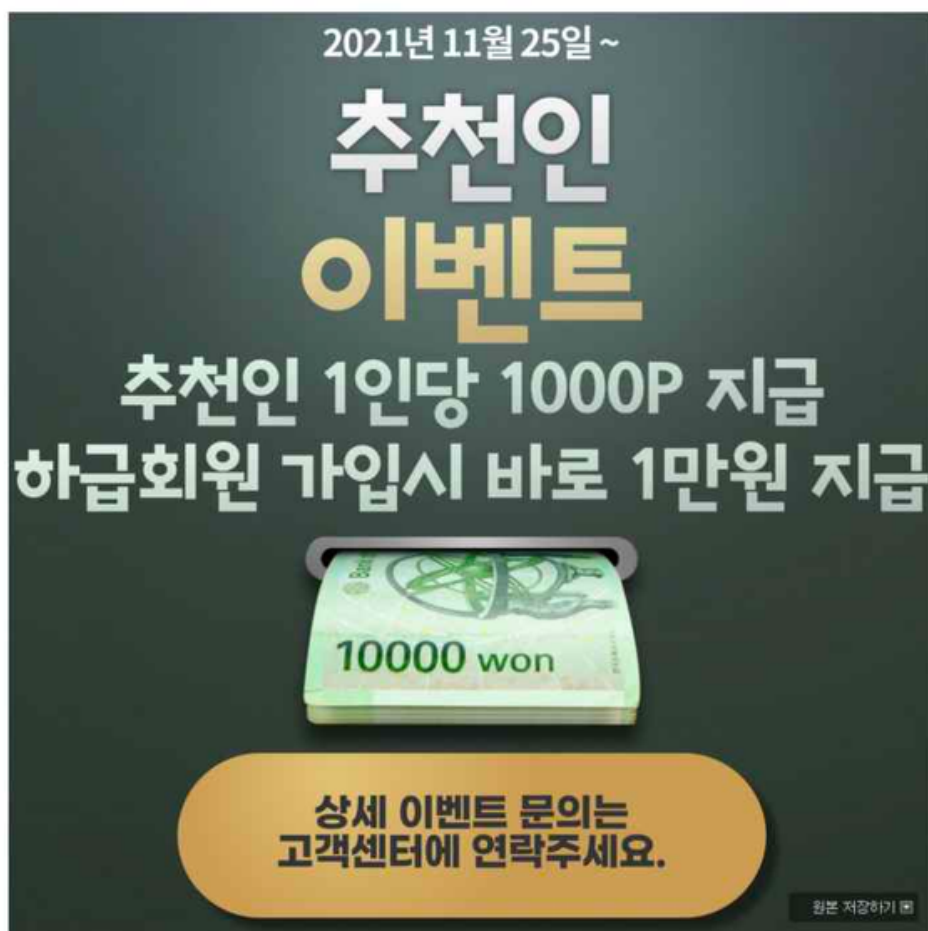 2021년 11월 25일 ~
추천인
이벤트
추천인 1인당 1000P 지급
하급회원 가입시 바로 1만원 지급
10000 won
상세 이벤트 문의는
고객센터에 연락주세요.
원본 저장하기